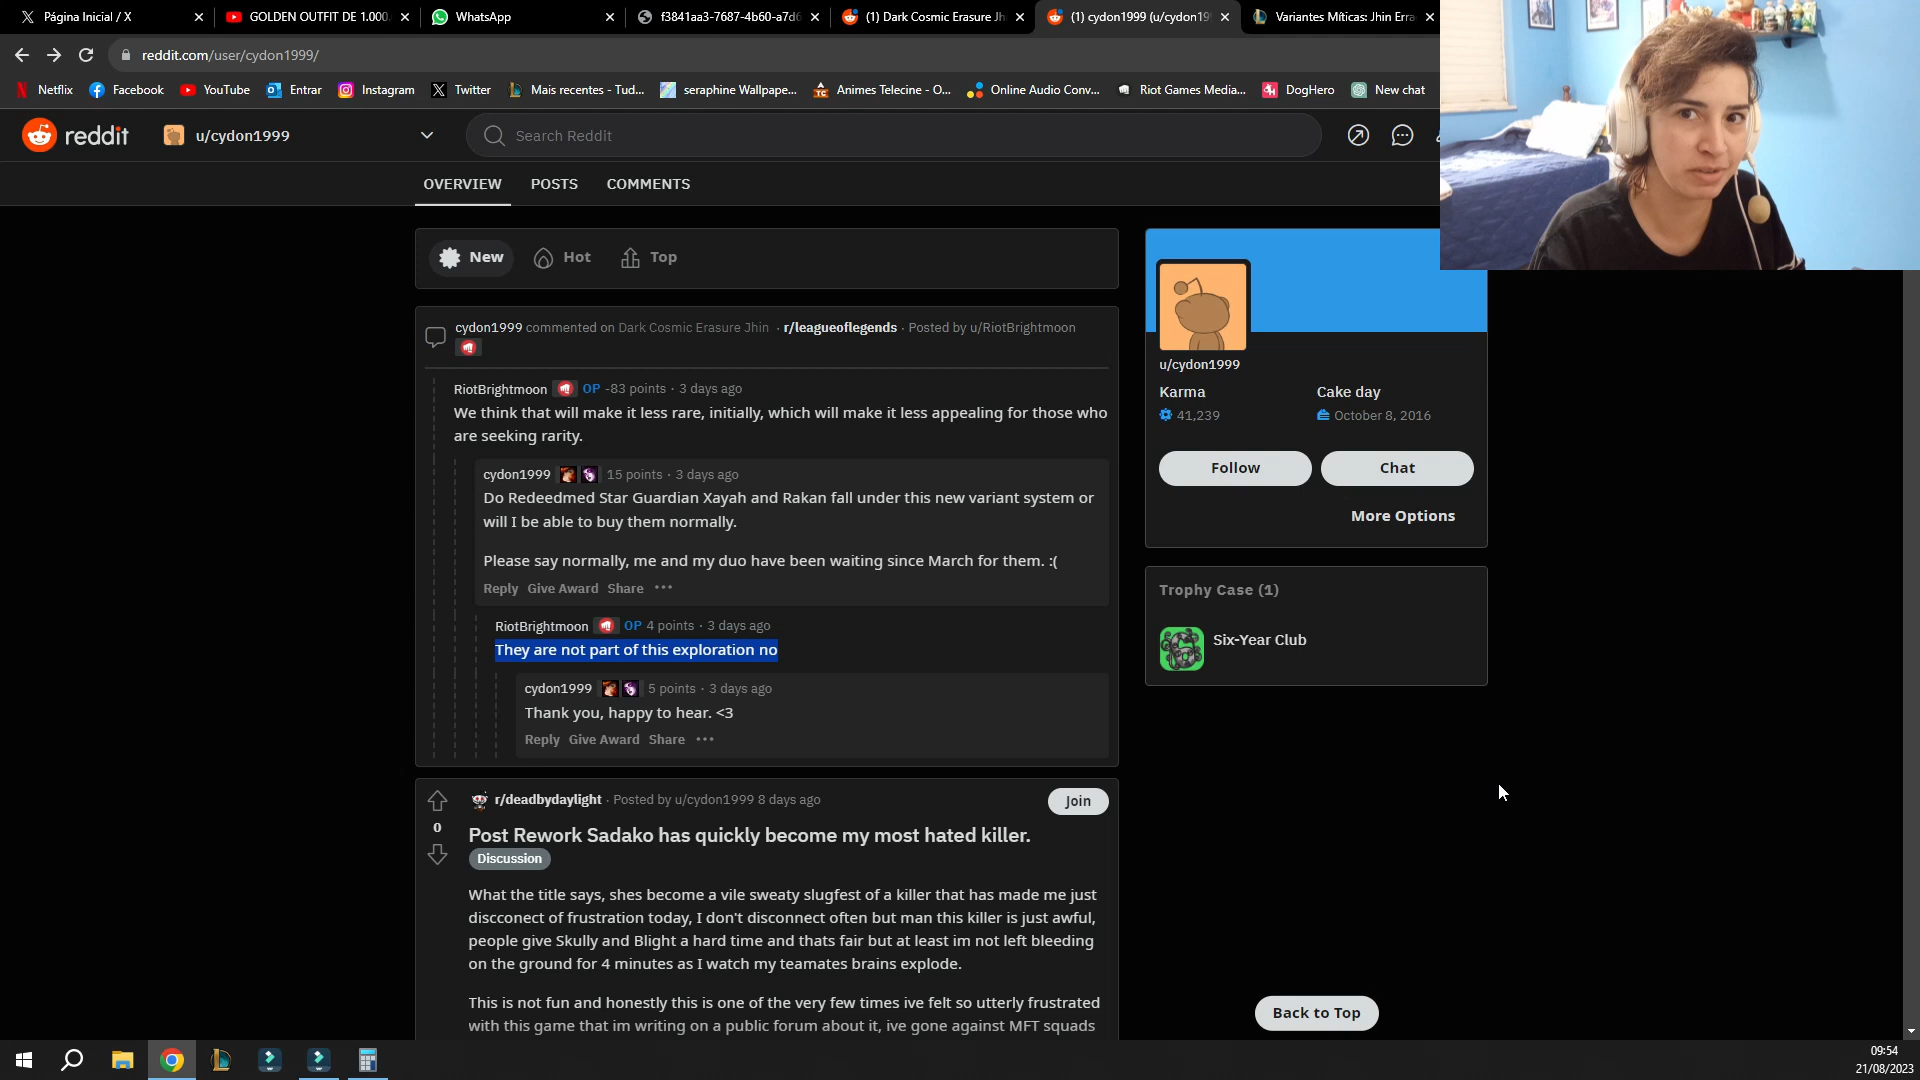 Página Inicial / X
GOLDEN OUTFIT DE 1.000.
WhatsApp
f3841aa3-7687-4b60-a7d6
(1) Dark Cosmic Erasure Jh
(1) cydon1999 (u/cydon19
Variantes Míticas: Jhin Erra
reddit.com/user/cydon1999/
Netflix
Facebook
YouTube
Entrar
Instagram
Twitter
Mais recentes - Tud...
seraphine Wallpape...
Animes Telecine - O...
Online Audio Conv...
Riot Games Media...
DogHero
New chat
reddit
u/cydon1999
Search Reddit
OVERVIEW
POSTS
COMMENTS
New
Hot
Top
cydon1999 commented on Dark Cosmic Erasure Jhin · r/leagueoflegends · Posted by u/RiotBrightmoon
RiotBrightmoon OP -83 points · 3 days ago
We think that will make it less rare, initially, which will make it less appealing for those who
are seeking rarity.
cydon1999 15 points · 3 days ago
Do Redeedmed Star Guardian Xayah and Rakan fall under this new variant system or
will I be able to buy them normally.
Please say normally, me and my duo have been waiting since March for them. :(
Reply Give Award Share •••
RiotBrightmoon OP 4 points · 3 days ago
They are not part of this exploration no
cydon1999 5 points · 3 days ago
Thank you, happy to hear. <3
Reply Give Award Share •••
u/cydon1999
Karma
Cake day
41,239
October 8, 2016
Follow
Chat
More Options
Trophy Case (1)
Six-Year Club
r/deadbydaylight · Posted by u/cydon1999 8 days ago
Join
0
Post Rework Sadako has quickly become my most hated killer.
Discussion
What the title says, shes become a vile sweaty slugfest of a killer that has made me just
discconect of frustration today, I don't disconnect often but man this killer is just awful,
people give Skully and Blight a hard time and thats fair but at least im not left bleeding
on the ground for 4 minutes as I watch my teamates brains explode.
This is not fun and honestly this is one of the very few times ive felt so utterly frustrated
with this game that im writing on a public forum about it, ive gone against MFT squads
Back to Top
09:54
21/08/2023